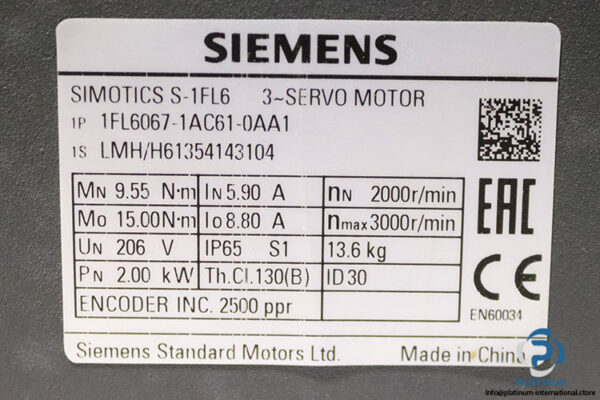 SIEMENS
SIMOTICS S-1FL6 3~SERVO MOTOR
1P 1FL6067-1AC61-0AA1
1S LMH/H61354143104
MN 9.55 N·m IN 5.90 A nN 2000r/min
Mo 15.00N·m Io 8.80 A nmax 3000r/min
UN 206 V IP65 S1 13.6 kg
PN 2.00 kW Th.Cl.130(B) ID 30
ENCODER INC. 2500 ppr
EAC
CE
EN60034
Siemens Standard Motors Ltd. Made in China
Info@platinum-international.store